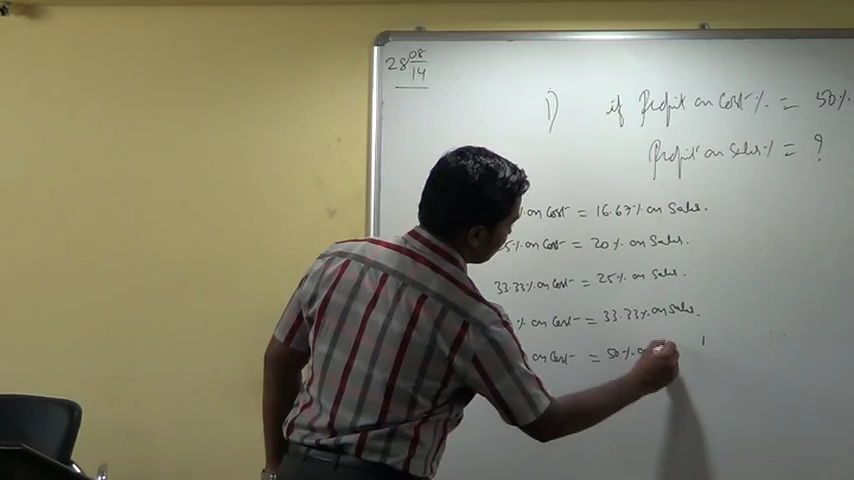 28 08/14
1) if Profit on Cost % = 50%
Profit on Sales % = ?
% on Cost = 16.67% on Sales.
5% on Cost = 20% on Sales.
33.33% on Cost = 25% on Sales.
% on Cost = 33.33% on Sales.
on Cost = 50% on